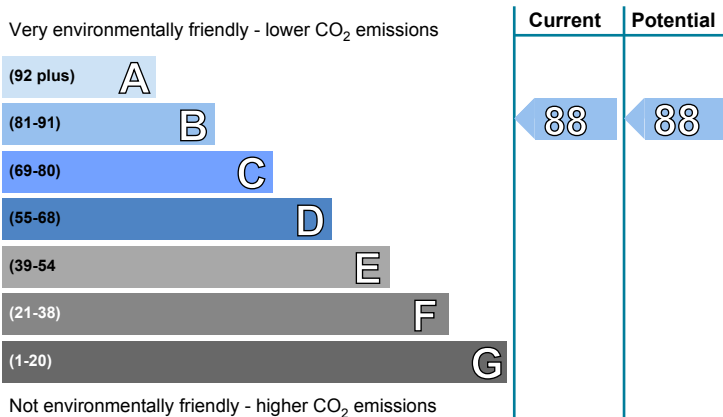 Very environmentally friendly - lower CO2 emissions
Current Potential
(92 plus) A
(81-91) B 88 88
(69-80) C
(55-68) D
(39-54 E
(21-38) F
(1-20) G
Not environmentally friendly - higher CO2 emissions